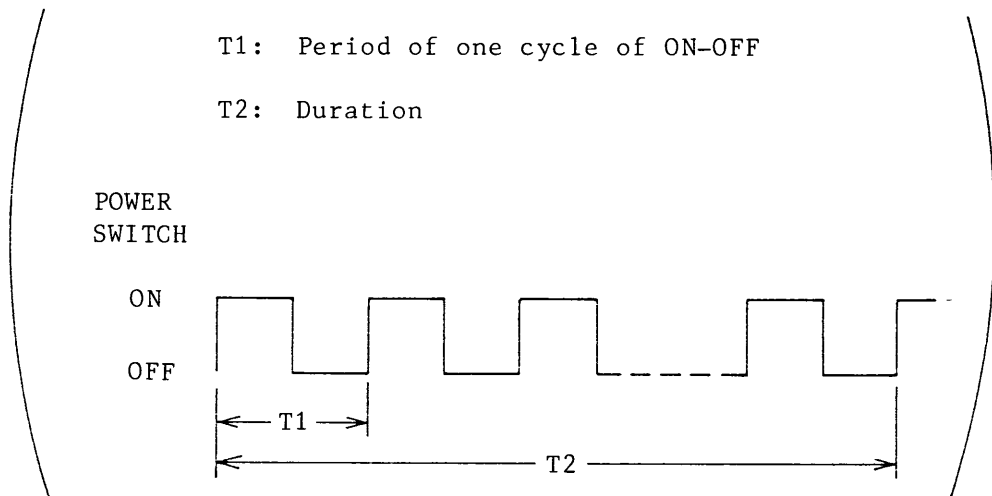 T1: Period of one cycle of ON-OFF
T2: Duration
POWER
SWITCH
ON
OFF
T1
T2